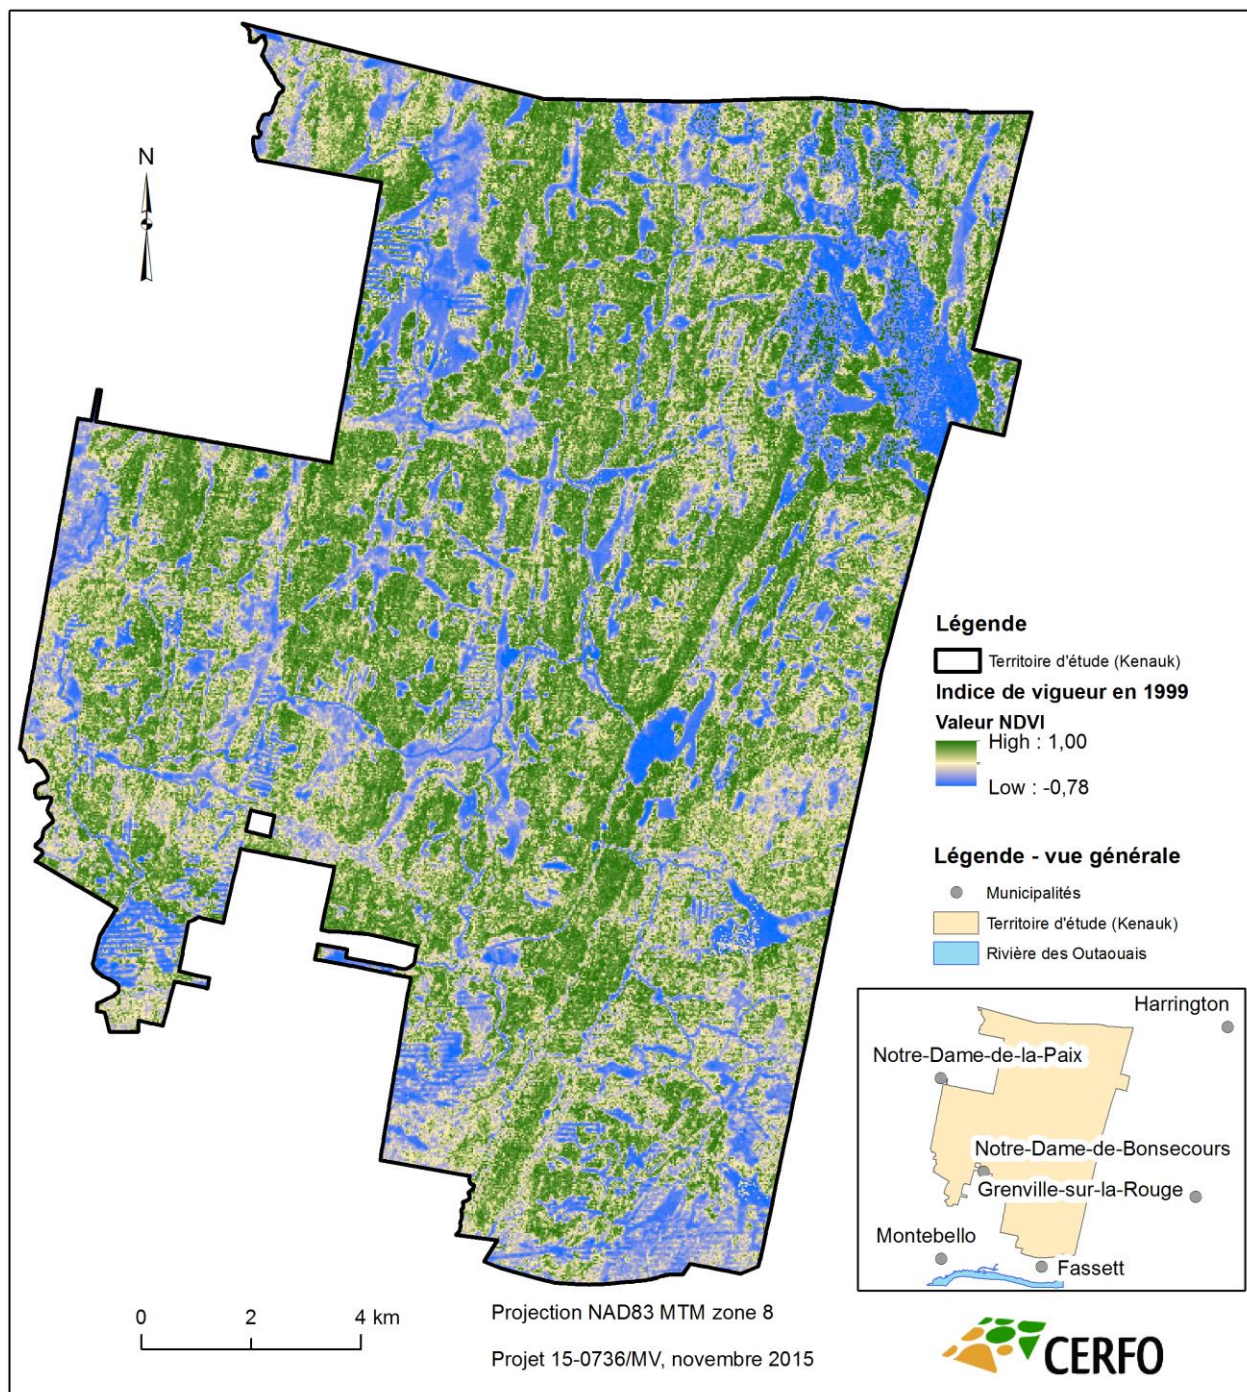 N
Légende
Territoire d'étude (Kenauk)
Indice de vigueur en 1999
Valeur NDVI
High : 1,00
Low : -0,78
Légende - vue générale
Municipalités
Territoire d'étude (Kenauk)
Rivière des Outaouais
Harrington
Notre-Dame-de-la-Paix
Notre-Dame-de-Bonsecours
Grenville-sur-la-Rouge
Montebello
Fassett
0 2 4 km
Projection NAD83 MTM zone 8
Projet 15-0736/MV, novembre 2015
CERFO